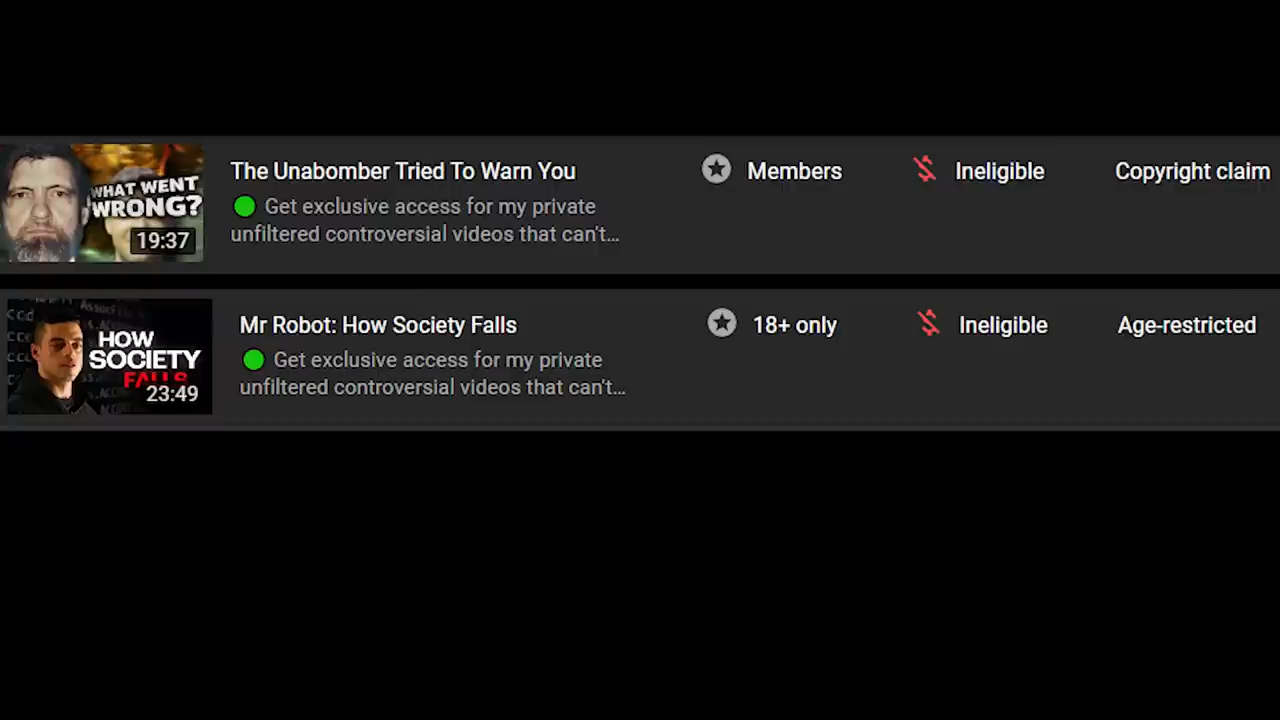 WHAT WENT
WRONG?
19:37
The Unabomber Tried To Warn You
Get exclusive access for my private
unfiltered controversial videos that can't...
Members
Ineligible
Copyright claim
HOW
SOCIETY
FALLS
23:49
Mr Robot: How Society Falls
Get exclusive access for my private
unfiltered controversial videos that can't...
18+ only
Ineligible
Age-restricted